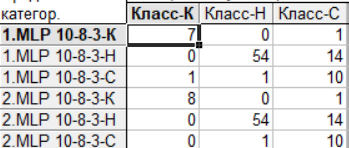 категор. Класс-К Класс-Н Класс-С
1.MLP 10-8-3-К 7 0 1
1.MLP 10-8-3-Н 0 54 14
1.MLP 10-8-3-С 1 1 10
2.MLP 10-8-3-К 8 0 1
2.MLP 10-8-3-Н 0 54 14
2.MLP 10-8-3-С 0 1 10